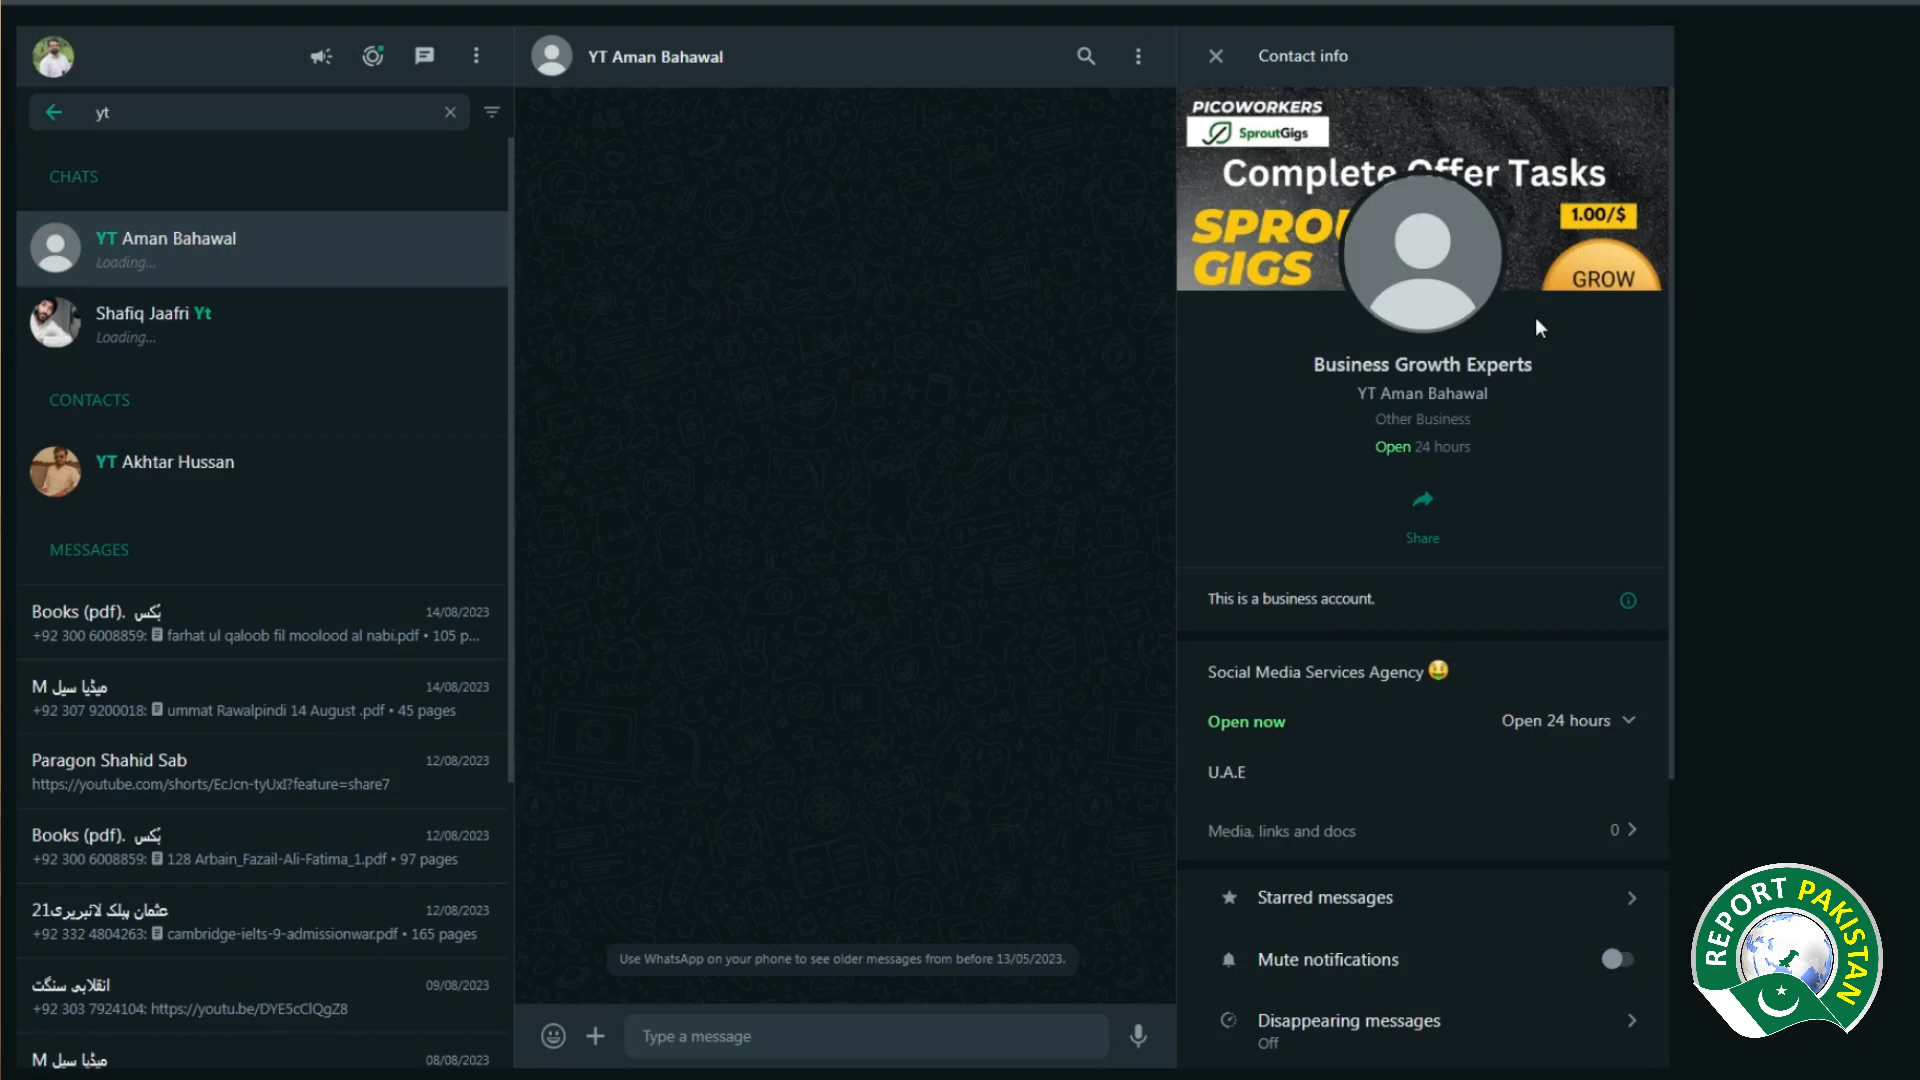 yt
CHATS
YT Aman Bahawal
Loading...
Shafiq Jaafri Yt
Loading...
CONTACTS
YT Akhtar Hussan
MESSAGES
Books (pdf). بُکس
14/08/2023
+92 300 6008859: farhat ul qaloob fil moolood al nabi.pdf • 105 p...
M میڈیا سیل
14/08/2023
+92 307 9200018: ummat Rawalpindi 14 August .pdf • 45 pages
Paragon Shahid Sab
12/08/2023
https://youtube.com/shorts/EcJcn-tyUxI?feature=share7
Books (pdf). بُکس
12/08/2023
+92 300 6008859: 128 Arbain_Fazail-Ali-Fatima_1.pdf • 97 pages
عثمان پبلک لائبریری21
12/08/2023
+92 332 4804263: cambridge-ielts-9-admissionwar.pdf • 165 pages
انقلابی سنگت
09/08/2023
+92 303 7924104: https://youtu.be/DYE5cClQgZ8
M میڈیا سیل
08/08/2023
YT Aman Bahawal
Use WhatsApp on your phone to see older messages from before 13/05/2023.
Type a message
Contact info
PICOWORKERS
SproutGigs
Complete Offer Tasks
SPROU
GIGS
1.00/$
GROW
Business Growth Experts
YT Aman Bahawal
Other Business
Open 24 hours
Share
This is a business account.
Social Media Services Agency 🤑
Open now
Open 24 hours
U.A.E
Media, links and docs
0
Starred messages
Mute notifications
Disappearing messages
Off
REPORT PAKISTAN